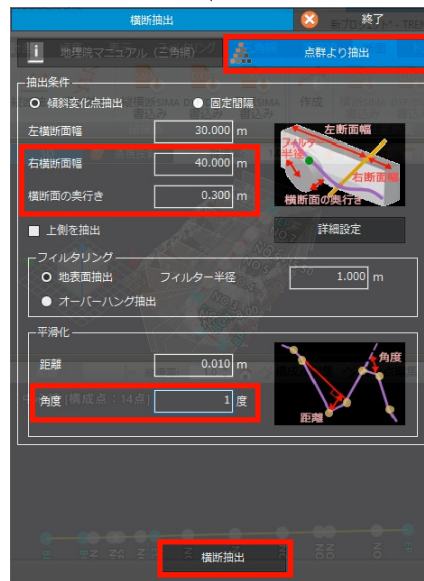 横断抽出
終了
地理院マニュアル (三角網)
点群より抽出
抽出条件
傾斜変化点抽出
固定間隔
左横断面幅
30.000 m
右横断面幅
40.000 m
横断面の奥行き
0.300 m
左断面幅
フィルター
半径
右断面幅
横断面の奥行き
上側を抽出
詳細設定
フィルタリング
地表面抽出
フィルター半径
1.000 m
オーバーハング抽出
平滑化
距離
0.010 m
角度
1 度
角度
距離
横断抽出